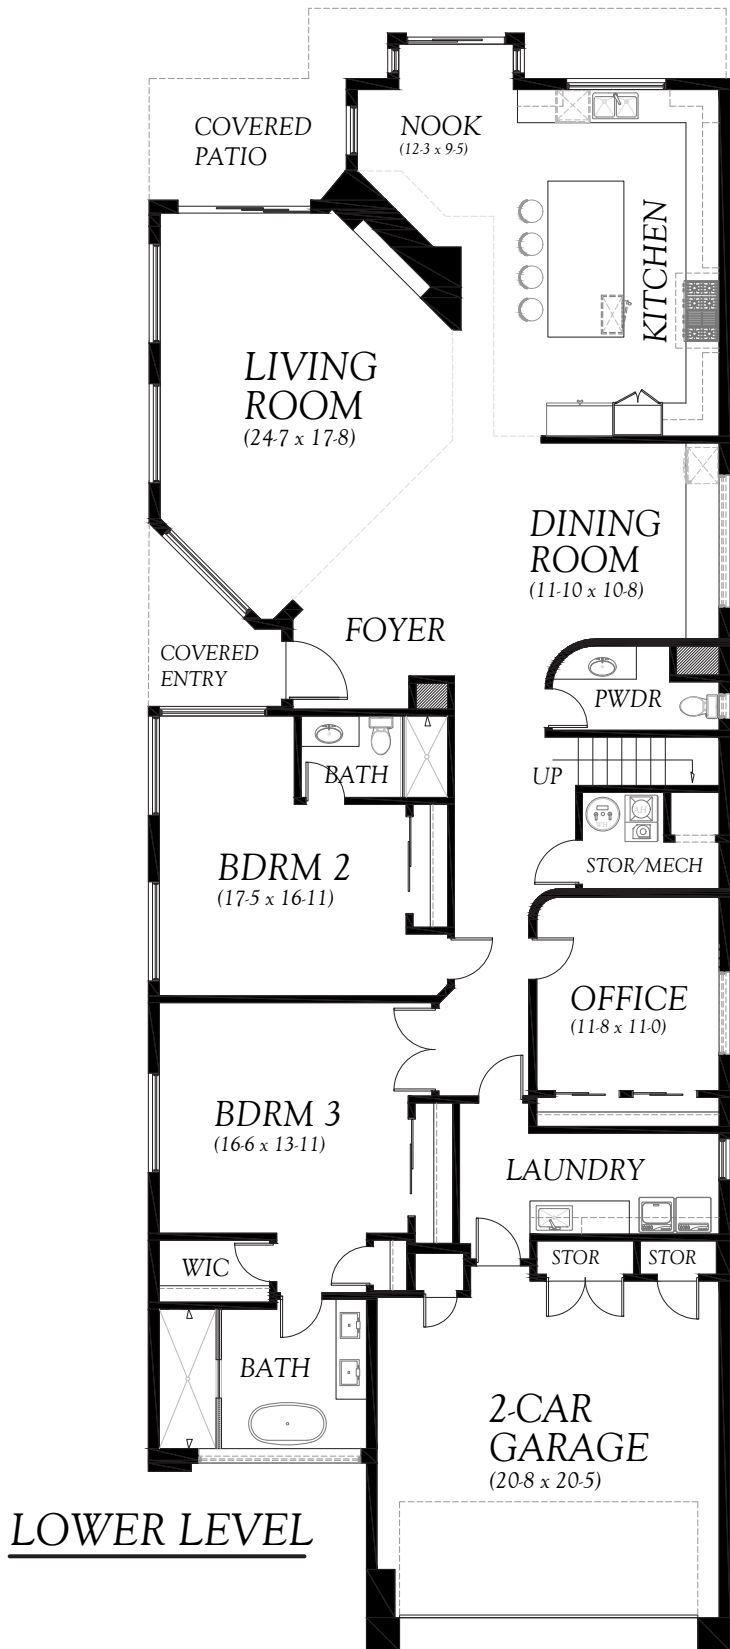 COVERED
PATIO
NOOK
(12-3 x 9-5)
KITCHEN
LIVING
ROOM
(24-7 x 17-8)
DINING
ROOM
(11-10 x 10-8)
FOYER
COVERED
ENTRY
PWDR
BATH
UP
AH
WH
STOR/MECH
BDRM 2
(17-5 x 16-11)
OFFICE
(11-8 x 11-0)
BDRM 3
(16-6 x 13-11)
LAUNDRY
WIC
STOR
STOR
BATH
2-CAR
GARAGE
(20-8 x 20-5)
LOWER LEVEL